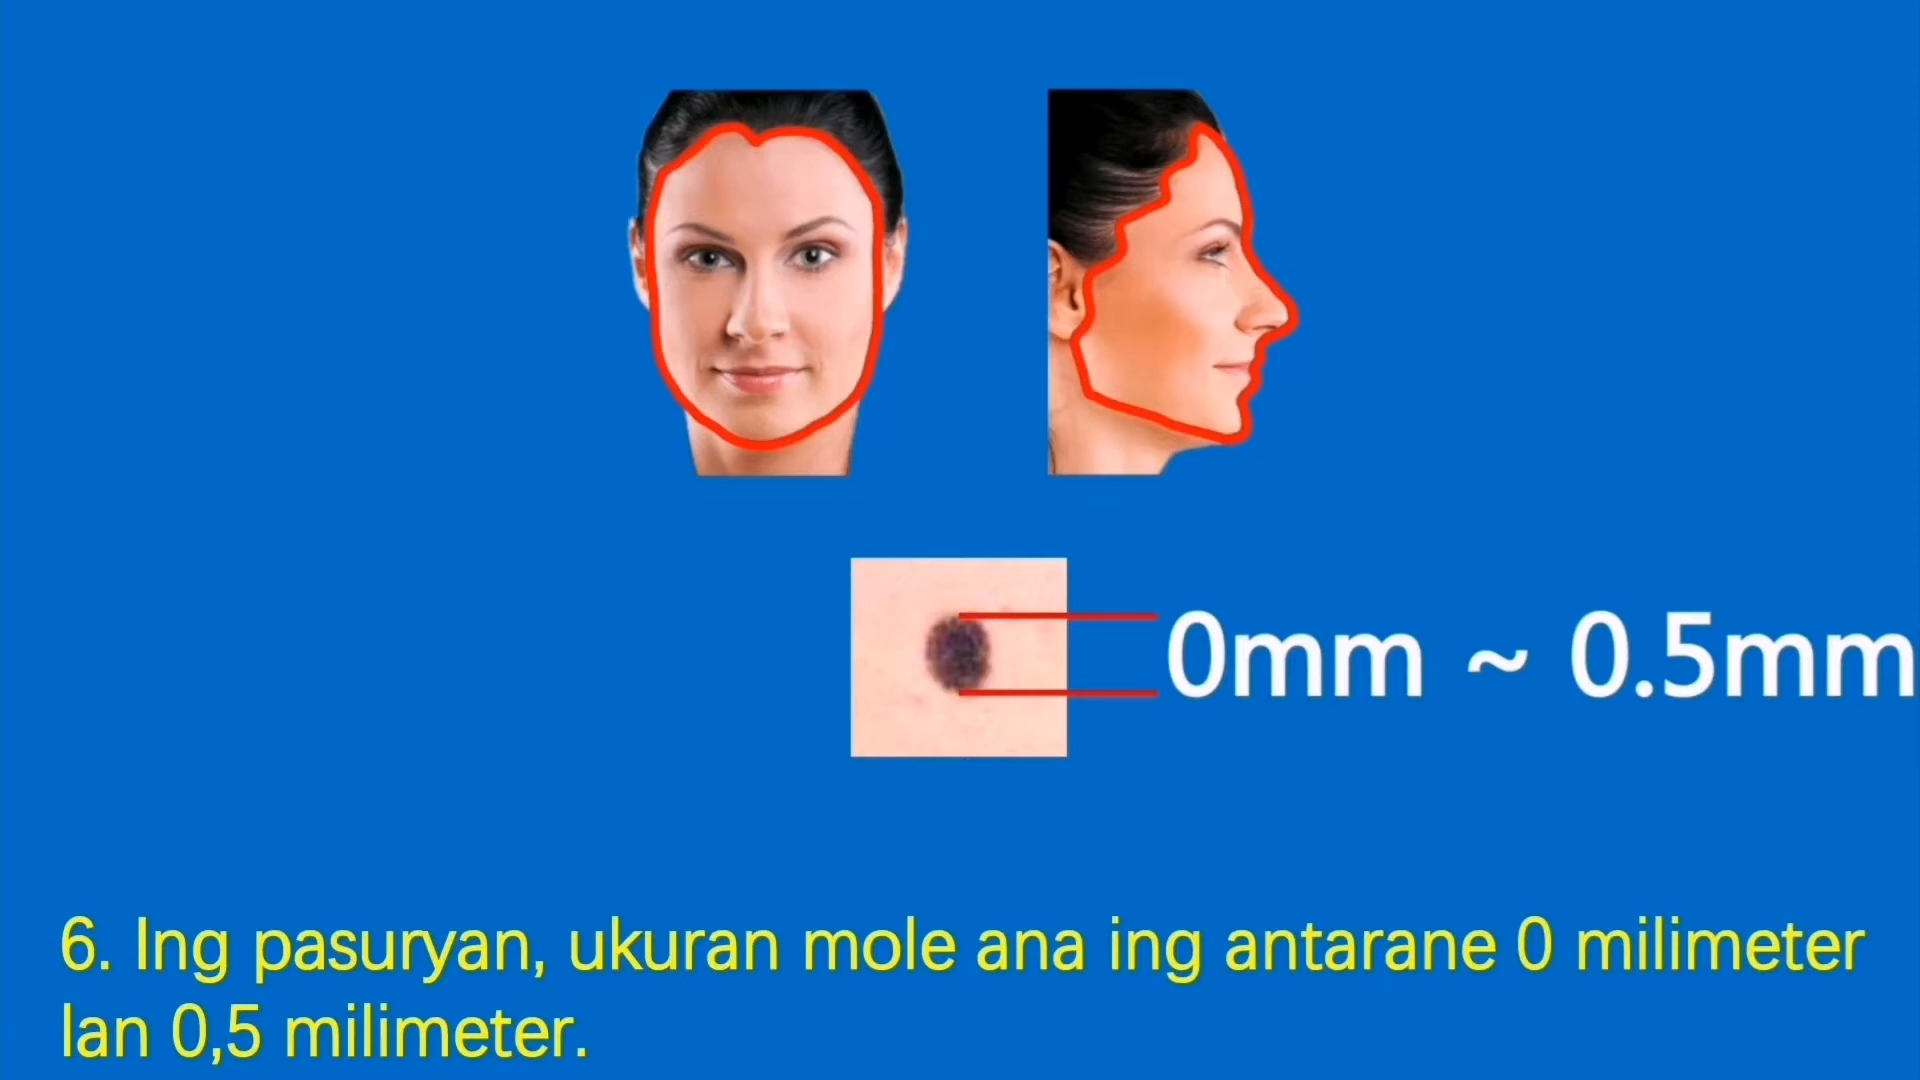 0mm ~ 0.5mm
6. Ing pasuryan, ukuran mole ana ing antarane 0 milimeter
lan 0,5 milimeter.